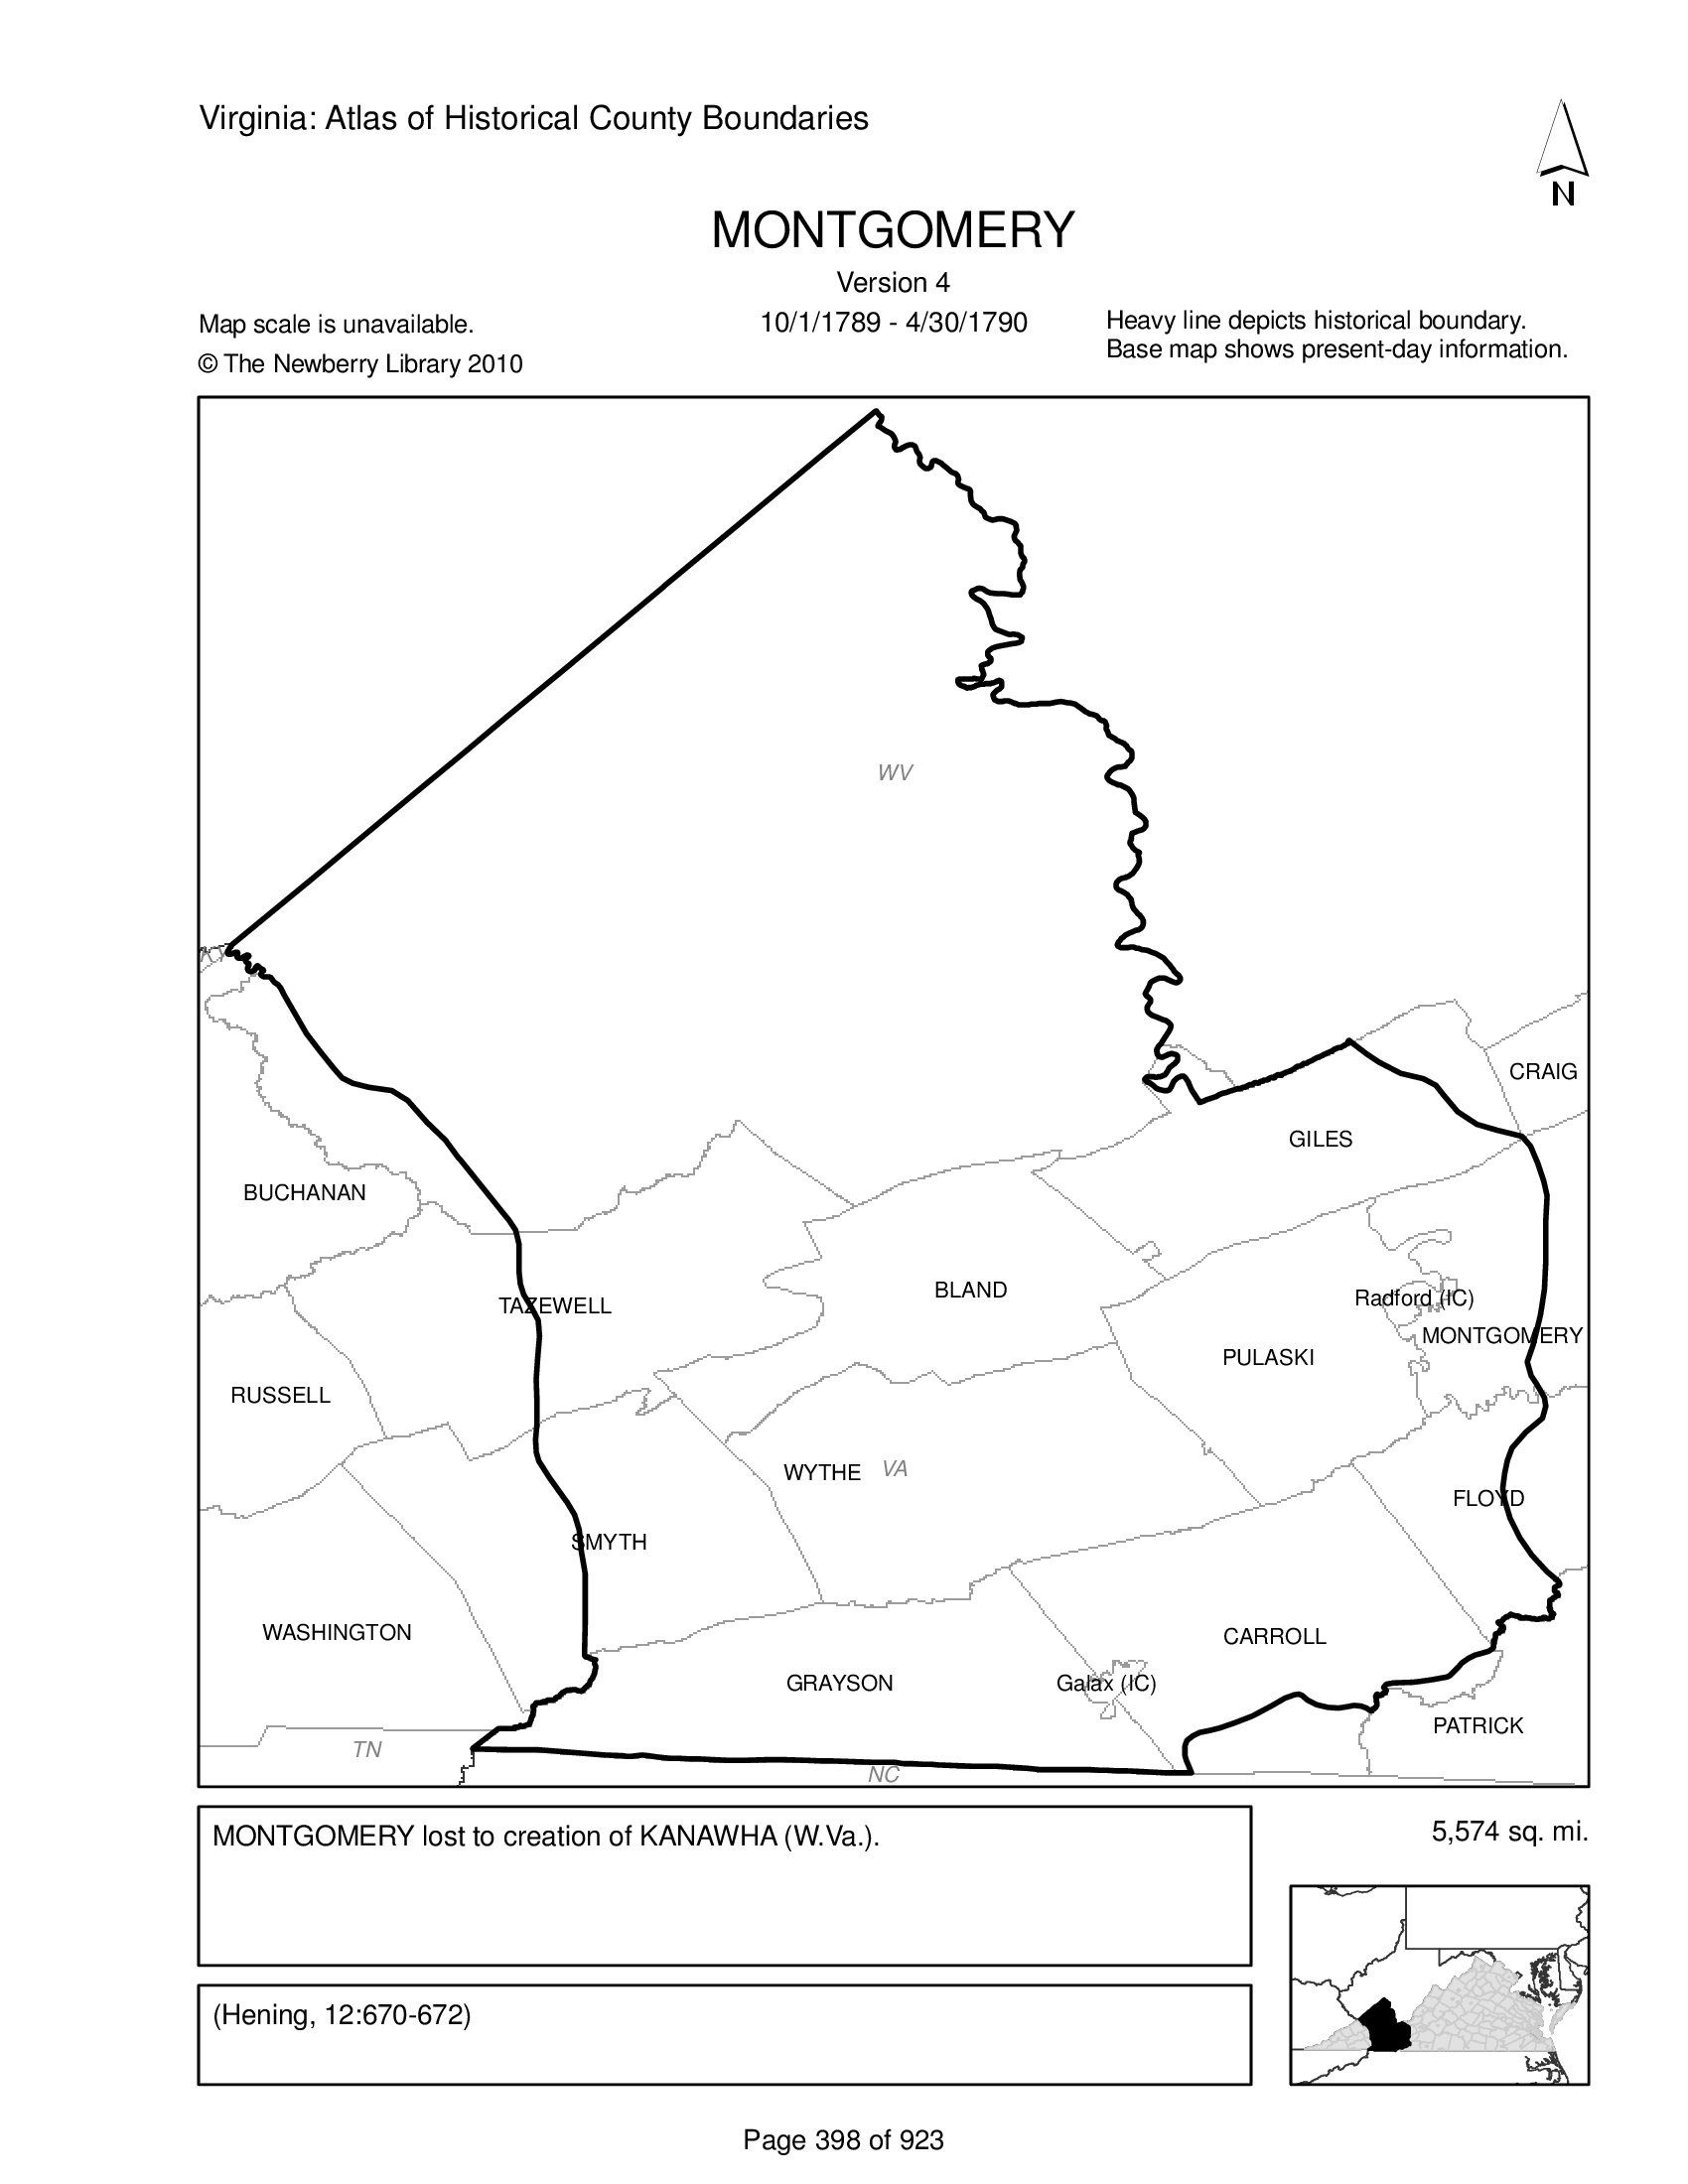 Virginia: Atlas of Historical County Boundaries
N
MONTGOMERY
Version 4
10/1/1789 - 4/30/1790
Map scale is unavailable.
© The Newberry Library 2010
Heavy line depicts historical boundary.
Base map shows present-day information.
WV
KY
CRAIG
GILES
BUCHANAN
BLAND
TAZEWELL
Radford (IC)
MONTGOMERY
PULASKI
RUSSELL
WYTHE
VA
FLOYD
SMYTH
WASHINGTON
CARROLL
GRAYSON
Galax (IC)
PATRICK
TN
NC
MONTGOMERY lost to creation of KANAWHA (W.Va.).
5,574 sq. mi.
(Hening, 12:670-672)
Page 398 of 923